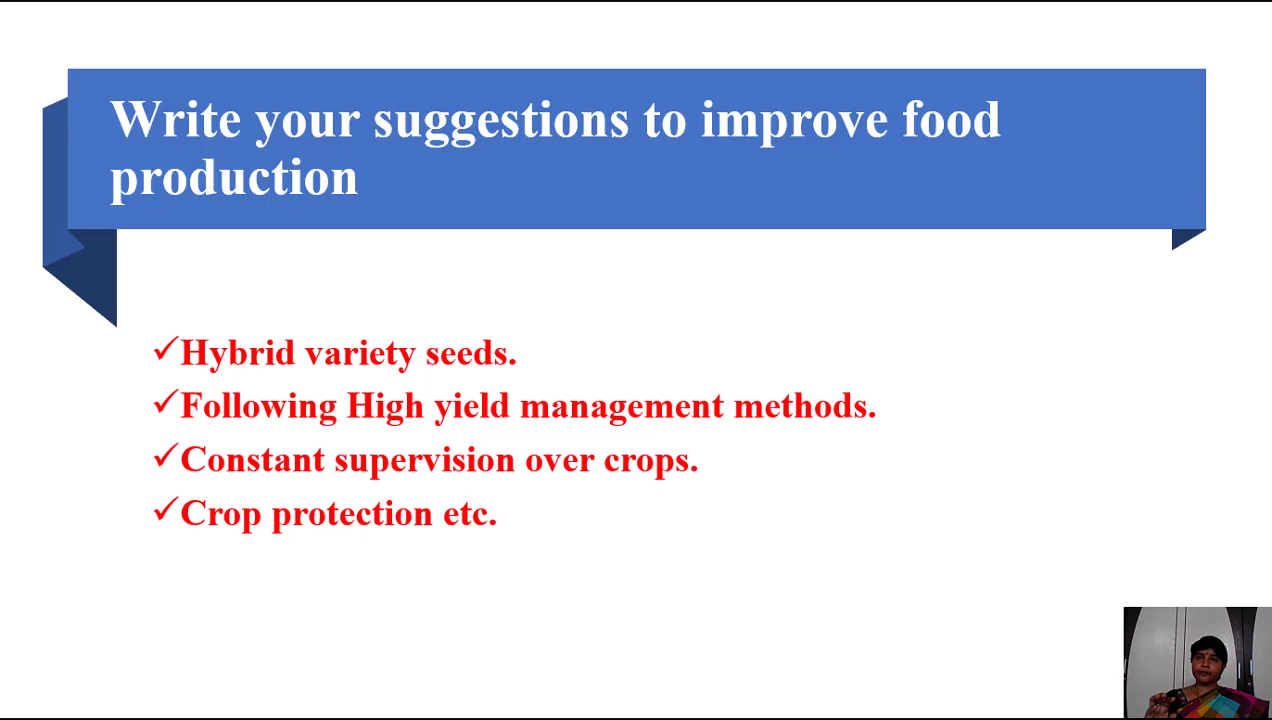 Write your suggestions to improve food
production
✓Hybrid variety seeds.
✓Following High yield management methods.
✓Constant supervision over crops.
✓Crop protection etc.